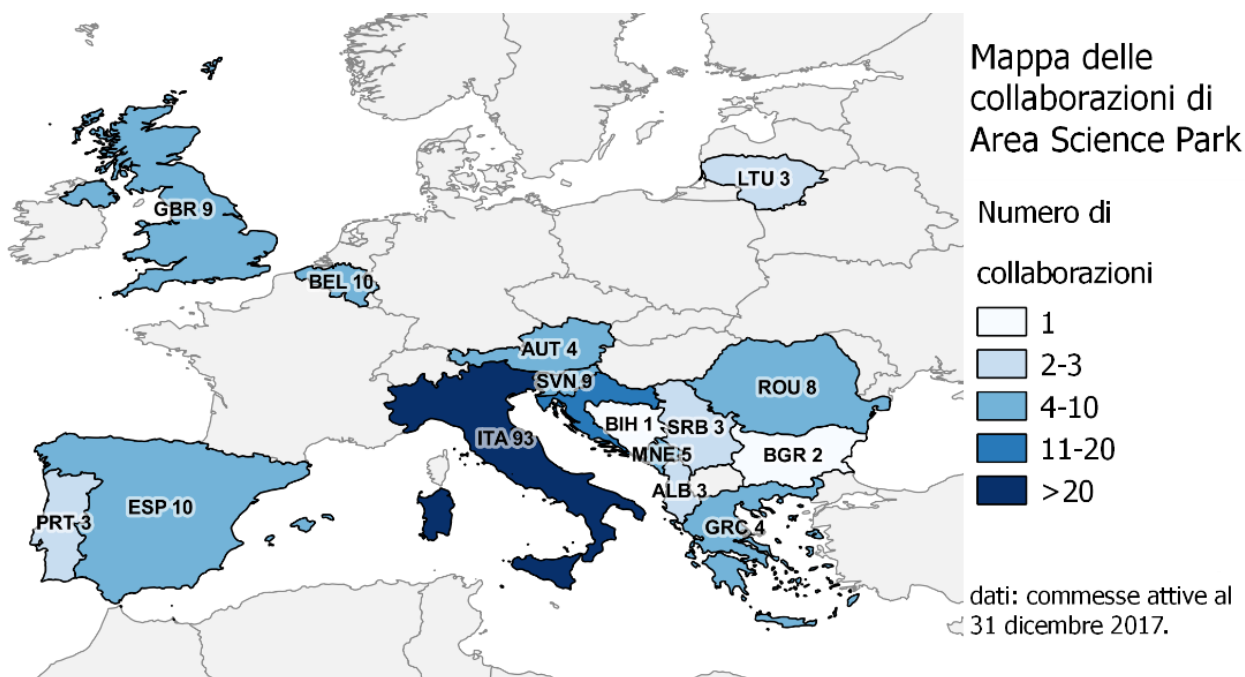 Mappa delle
collaborazioni di
Area Science Park
LTU 3
Numero di
GBR 9
collaborazioni
BEL 10
1
AUT 4
2-3
SVN 9
ROU 8
4-10
BIH 1
SRB 3
ITA 93
11-20
MNE 5
BGR 2
ALB 3
>20
ESP 10
PRT 3
GRC 4
dati: commesse attive al
31 dicembre 2017.